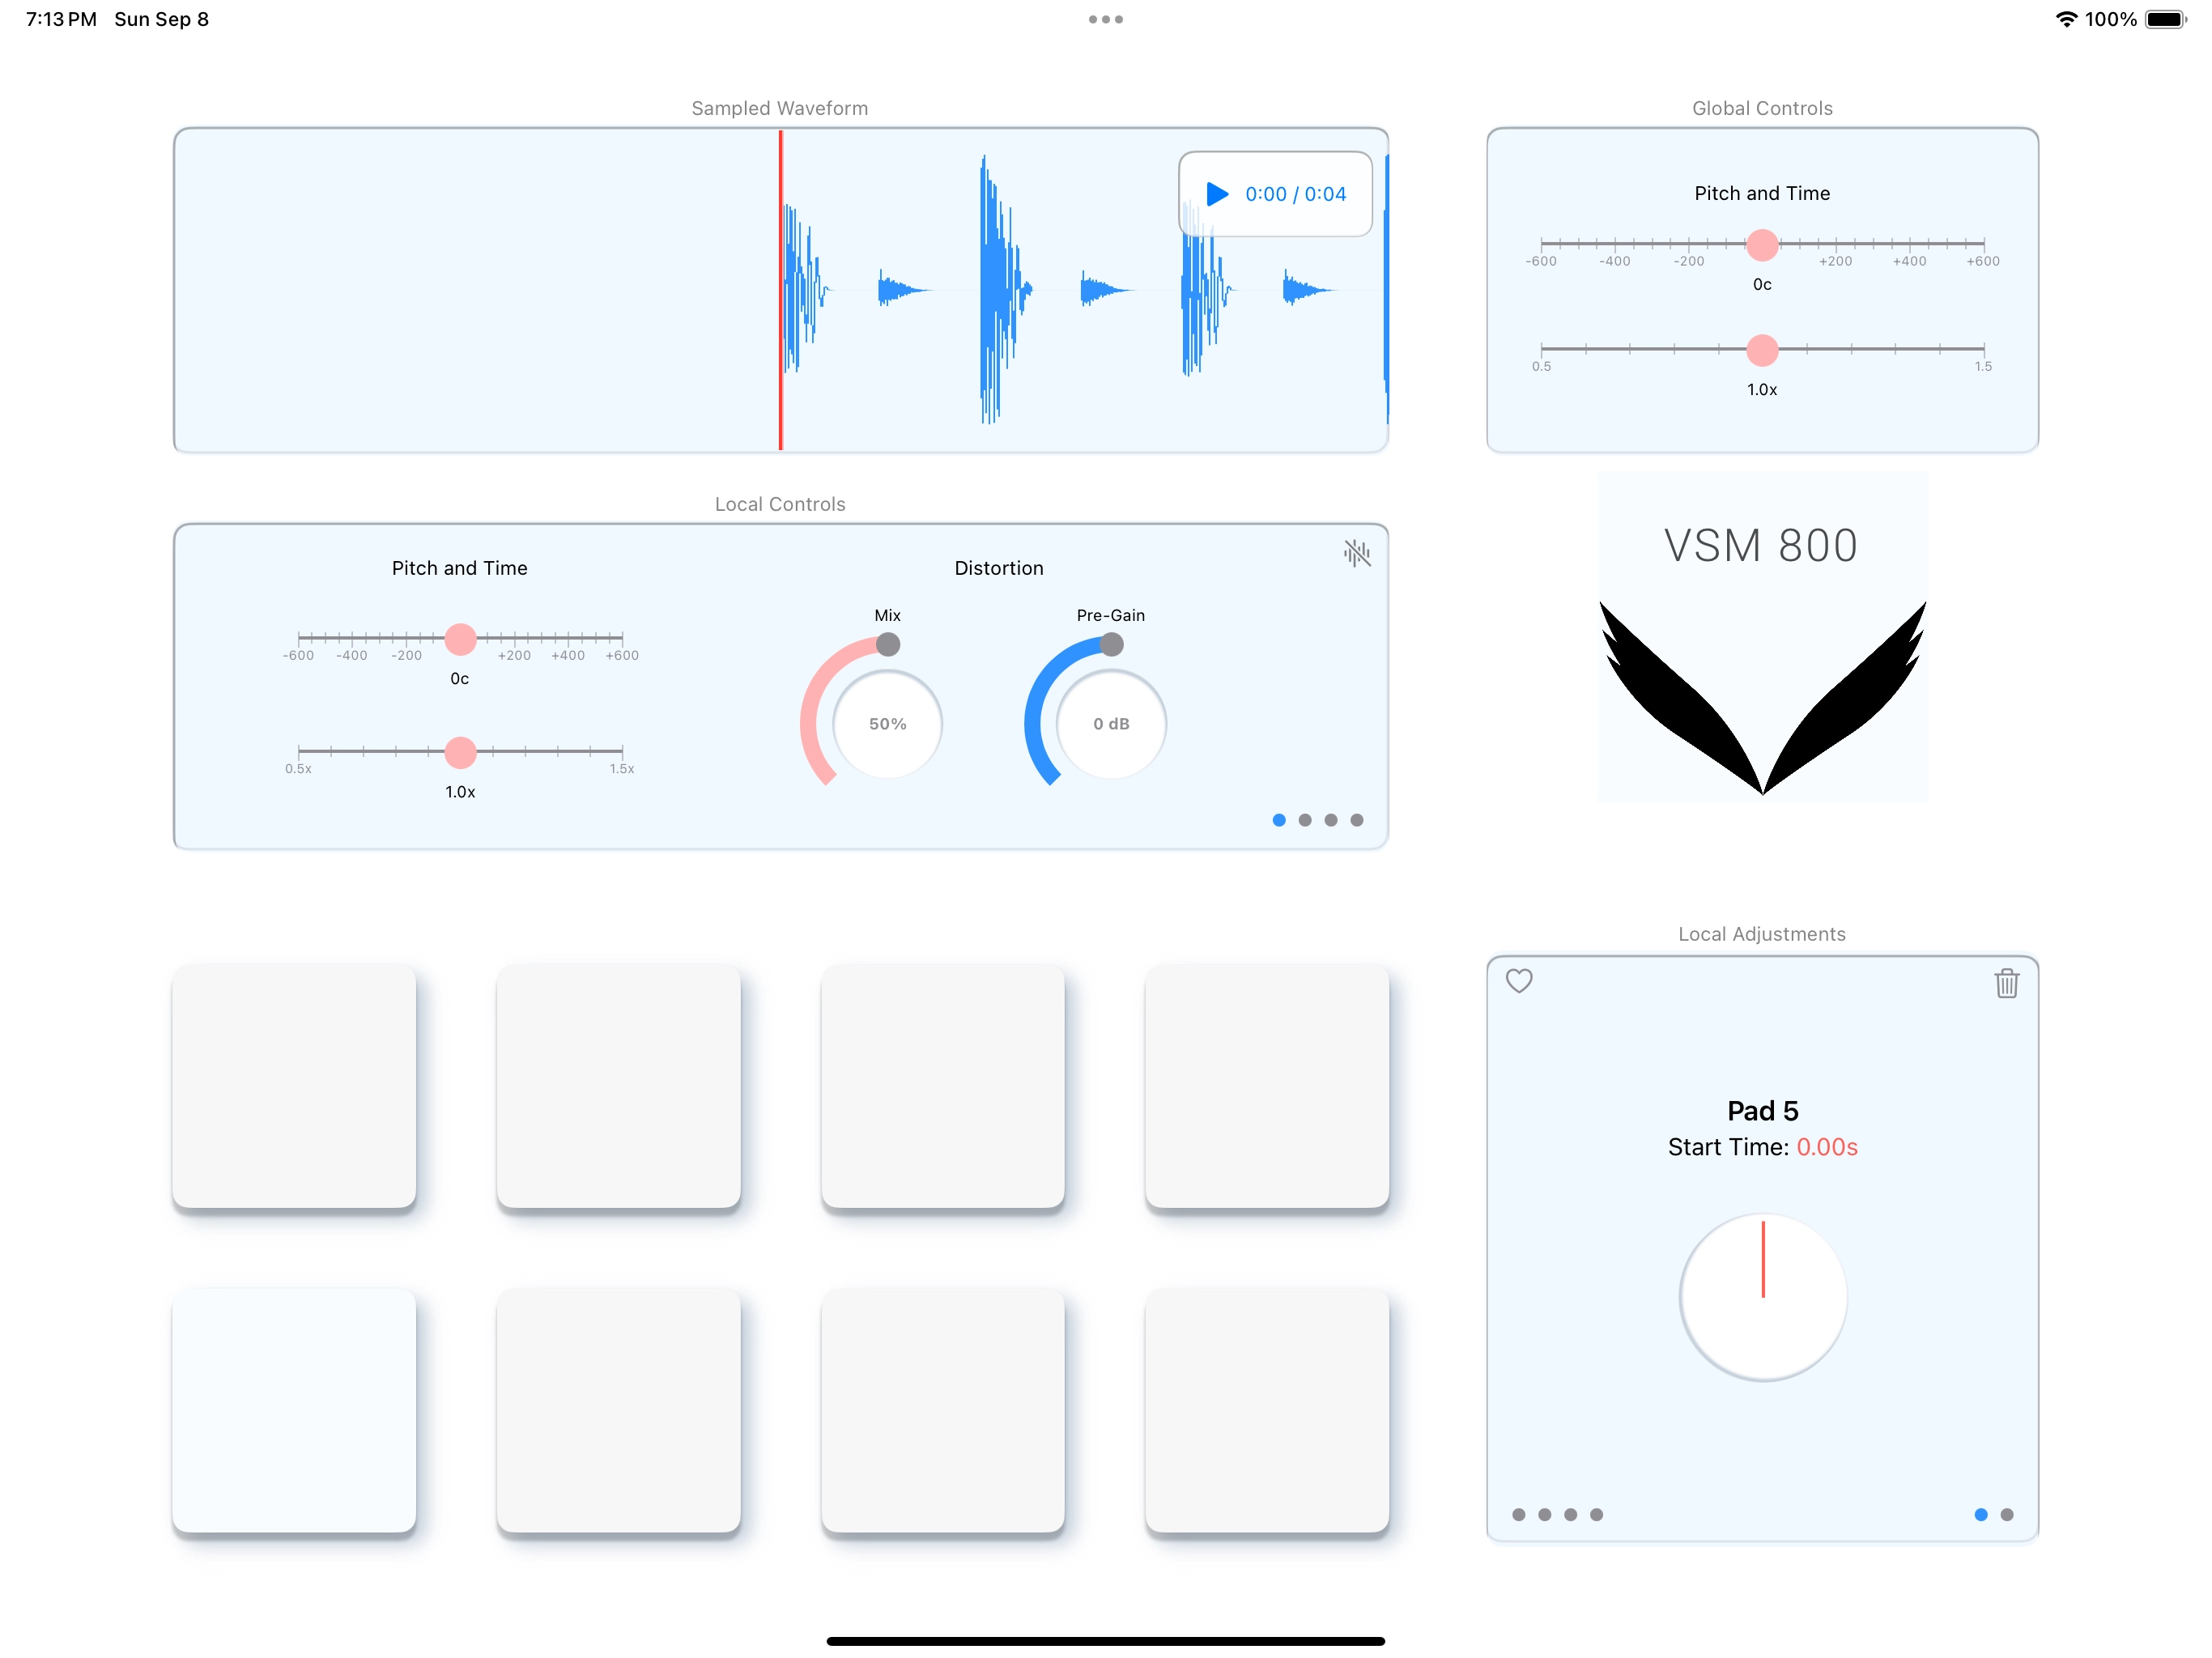 7:13 PM Sun Sep 8
100%
Sampled Waveform
0:00 / 0:04
Global Controls
Pitch and Time
-600 -400 -200 +200 +400 +600
0c
0.5 1.5
1.0x
Local Controls
Pitch and Time
-600 -400 -200 +200 +400 +600
0c
0.5x 1.5x
1.0x
Distortion
Mix Pre-Gain
50% 0 dB
VSM 800
Local Adjustments
Pad 5
Start Time: 0.00s